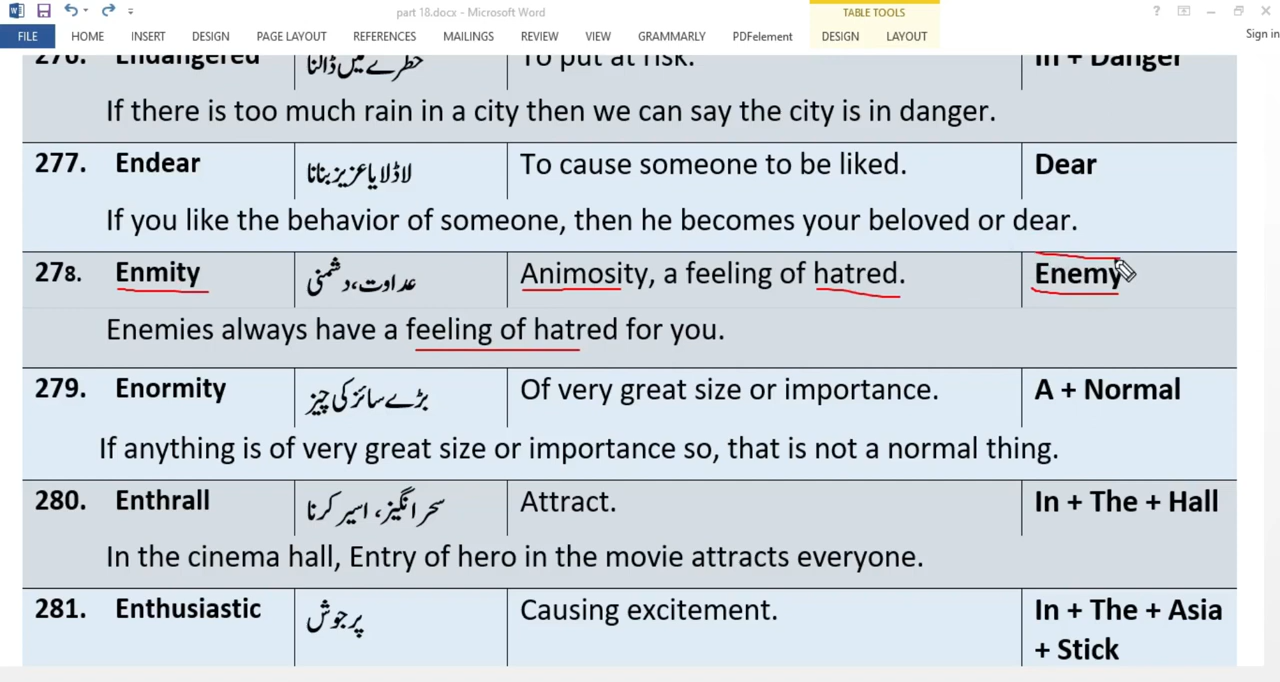 part 18.docx - Microsoft Word
TABLE TOOLS
?
FILE HOME INSERT DESIGN PAGE LAYOUT REFERENCES MAILINGS REVIEW VIEW GRAMMARLY PDFelement DESIGN LAYOUT Sign in
276. Endangered خطرے میں ڈالنا To put at risk. In + Danger
If there is too much rain in a city then we can say the city is in danger.
277. Endear لاڈلا یا عزیز بنانا To cause someone to be liked. Dear
If you like the behavior of someone, then he becomes your beloved or dear.
278. Enmity عداوت، دشمنی Animosity, a feeling of hatred. Enemy
Enemies always have a feeling of hatred for you.
279. Enormity بڑے سائز کی چیز Of very great size or importance. A + Normal
If anything is of very great size or importance so, that is not a normal thing.
280. Enthrall سحر انگیز، اسیر کرنا Attract. In + The + Hall
In the cinema hall, Entry of hero in the movie attracts everyone.
281. Enthusiastic پرجوش Causing excitement. In + The + Asia
+ Stick